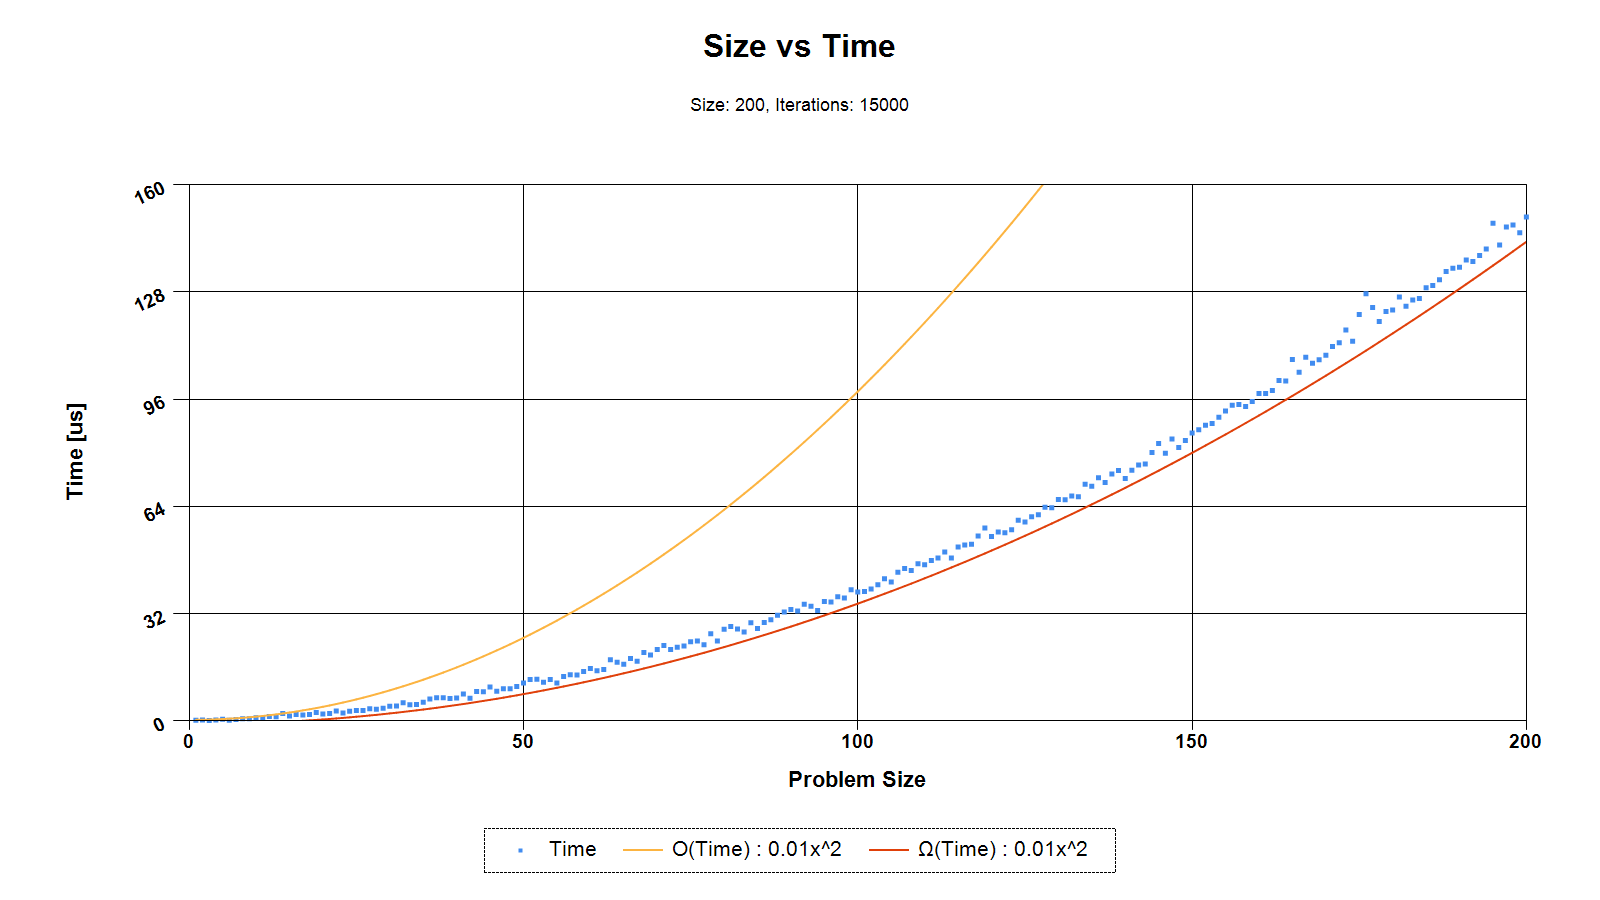 Size vs Time
Size: 200, Iterations: 15000
160
128
96
64
32
0
Time [us]
0 50 100 150 200
Problem Size
Time O(Time) : 0.01x^2 Ω(Time) : 0.01x^2